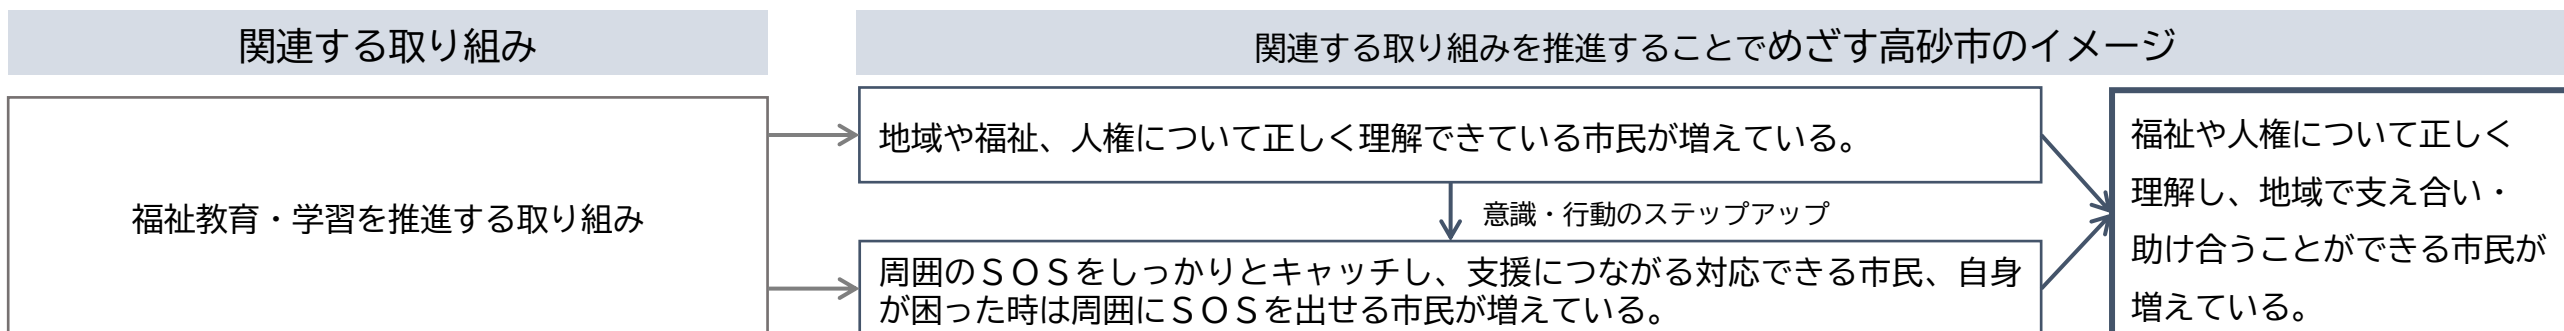 関連する取り組み
関連する取り組みを推進することでめざす高砂市のイメージ
福祉教育・学習を推進する取り組み
地域や福祉、人権について正しく理解できている市民が増えている。
意識・行動のステップアップ
周囲のSOSをしっかりとキャッチし、支援につながる対応できる市民、自身
が困った時は周囲にSOSを出せる市民が増えている。
福祉や人権について正しく
理解し、地域で支え合い・
助け合うことができる市民が
増えている。